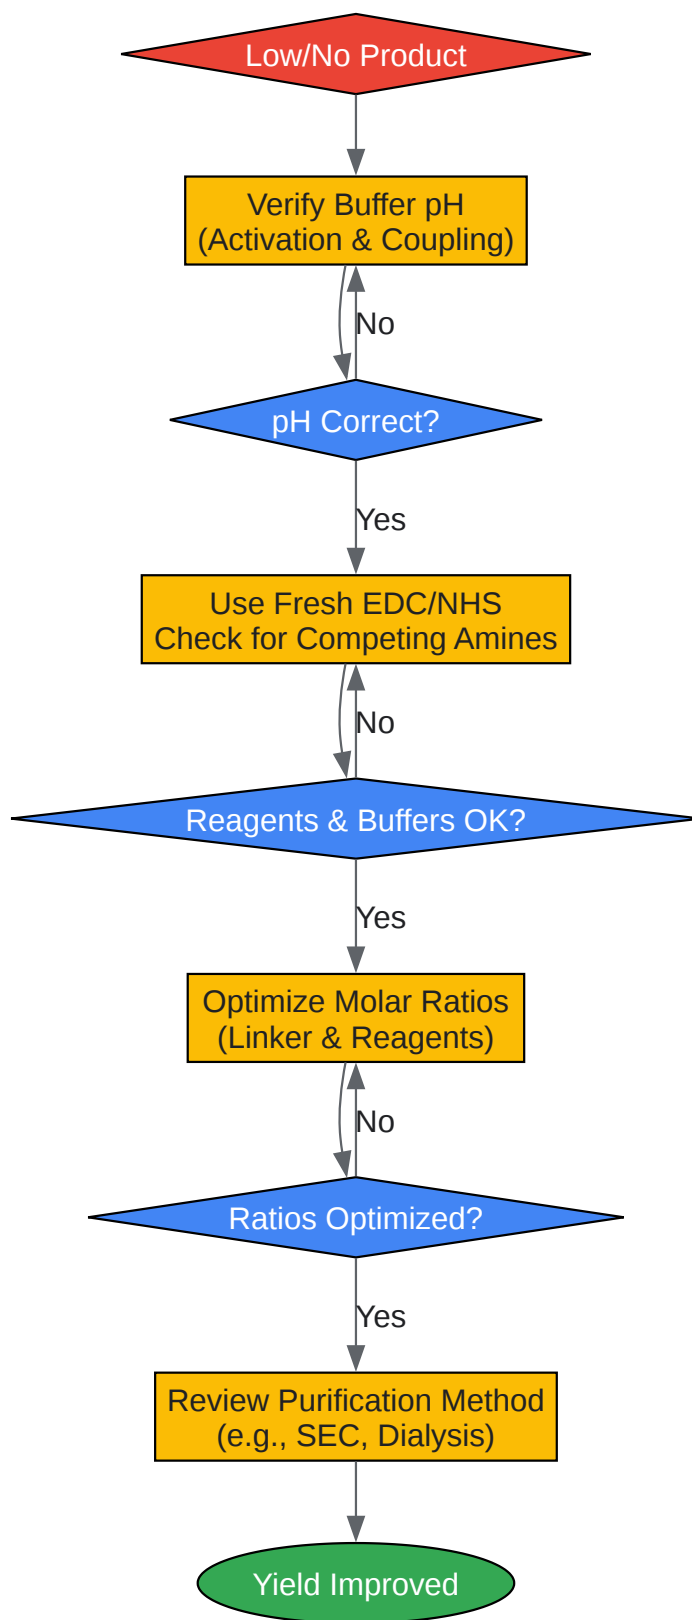 Low/No Product
Verify Buffer pH
(Activation & Coupling)
No
pH Correct?
Yes
Use Fresh EDC/NHS
Check for Competing Amines
No
Reagents & Buffers OK?
Yes
Optimize Molar Ratios
(Linker & Reagents)
No
Ratios Optimized?
Yes
Review Purification Method
(e.g., SEC, Dialysis)
Yield Improved